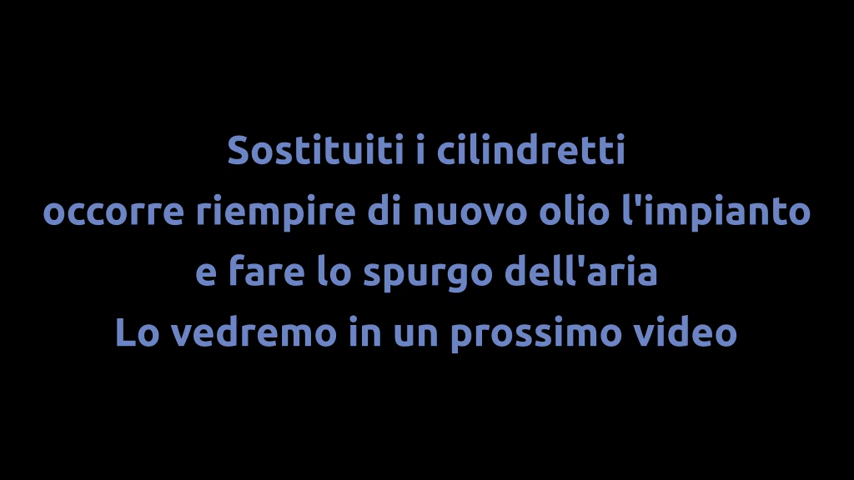 Sostituiti i cilindretti
occorre riempire di nuovo olio l'impianto
e fare lo spurgo dell'aria
Lo vedremo in un prossimo video